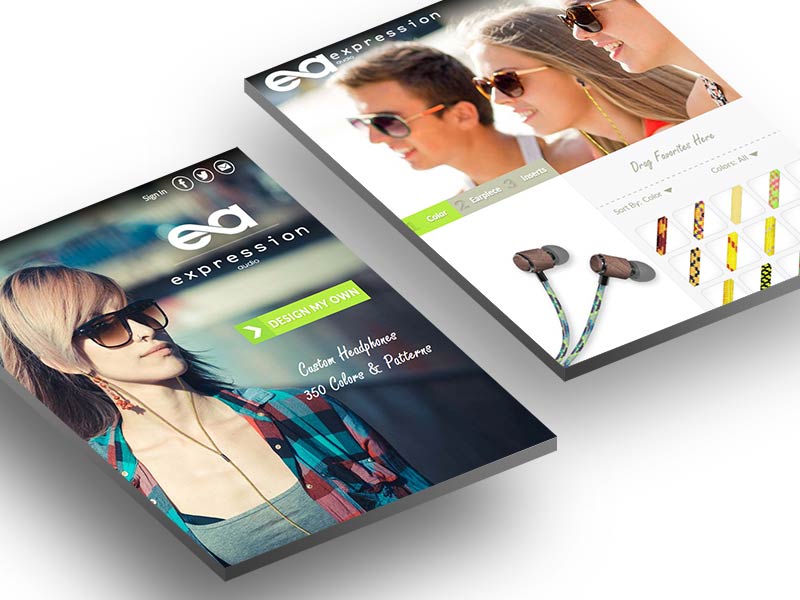 Sign In
ea
expression
audio
DESIGN MY OWN
Custom Headphones
350 Colors & Patterns
ea expression
audio
1 Color 2 Earpiece 3 Inserts
Drag Favorites Here
Sort By: Color Colors: All